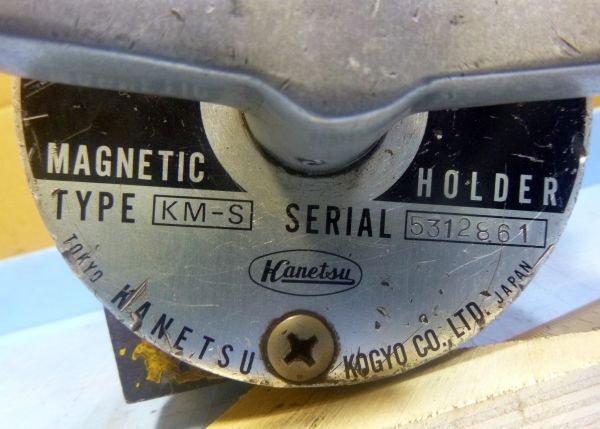 MAGNETIC HOLDER
TYPE KM-S SERIAL 5312861
Kanetsu
TOKYO KANETSU KOGYO CO. LTD. JAPAN